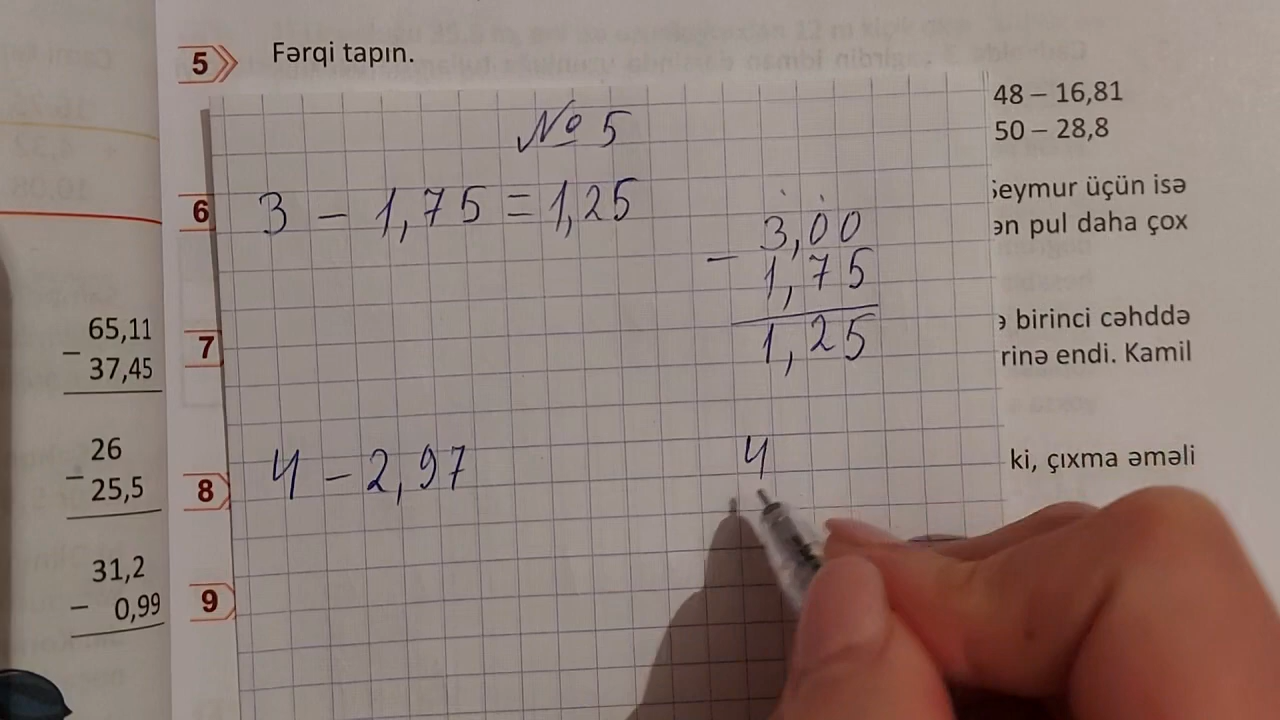 5 Fərqi tapın.
48 – 16,81
50 – 28,8
№ 5
6
3 – 1,75 = 1,25
Seymur üçün isə
ən pul daha çox
3,00
– 1,75
1,25
7
ə birinci cəhddə
rinə endi. Kamil
65,11
– 37,45
4 – 2,97
4
8
ki, çıxma əməli
26
– 25,5
9
31,2
– 0,99